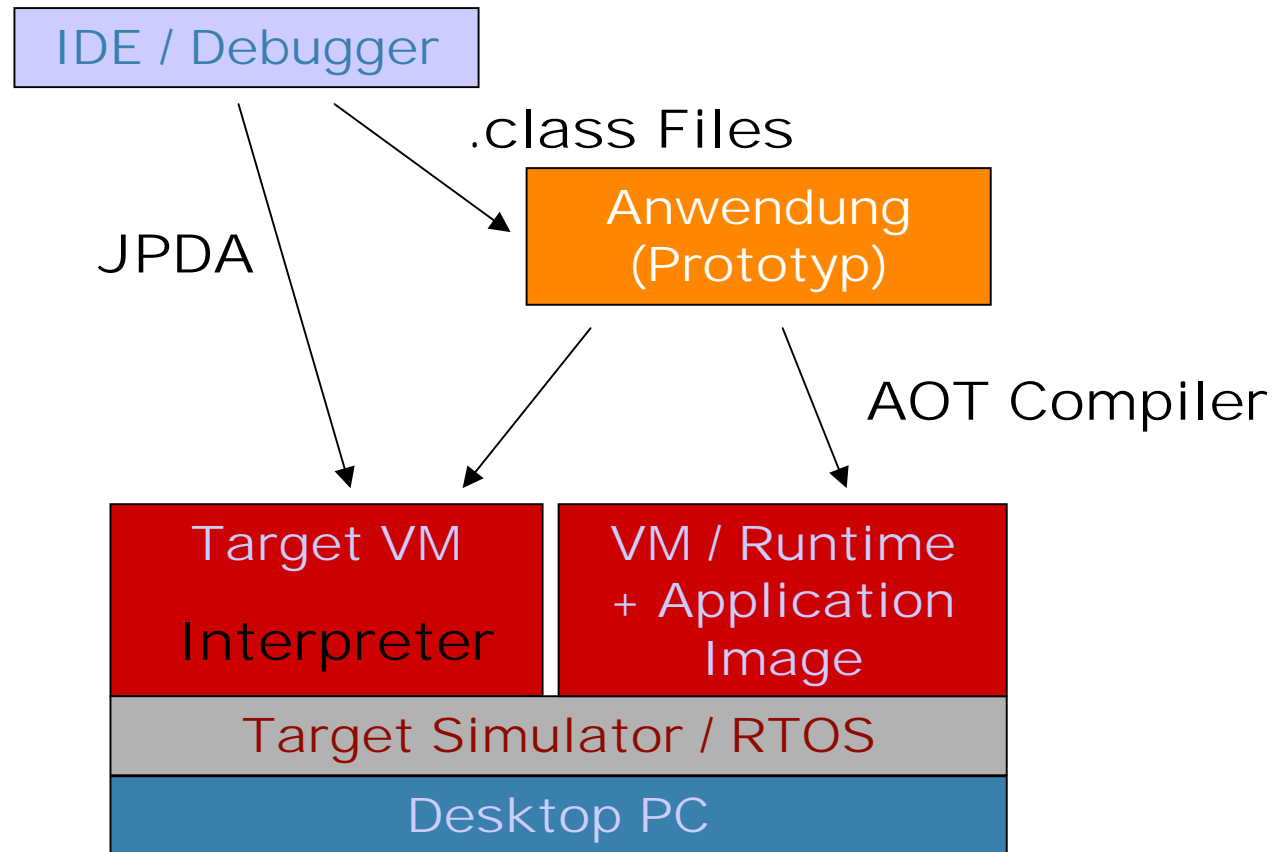 IDE / Debugger
.class Files
Anwendung
(Prototyp)
JPDA
AOT Compiler
Target VM
Interpreter
VM / Runtime
+ Application
Image
Target Simulator / RTOS
Desktop PC